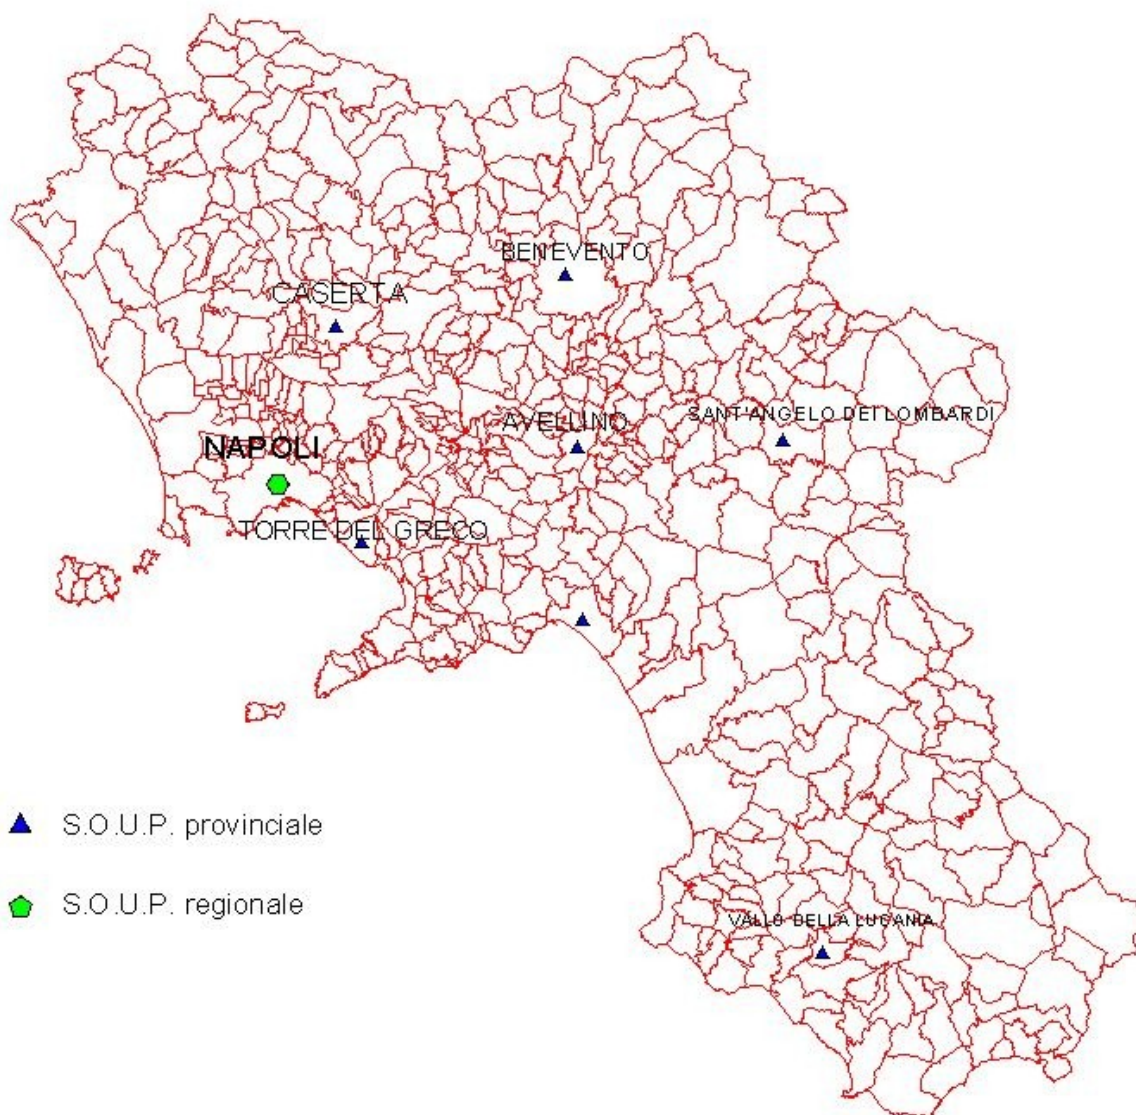 BENEVENTO
CASERTA
SANT'ANGELO DEI LOMBARDI
AVELLINO
NAPOLI
TORRE DEL GRECO
S.O.U.P. provinciale
S.O.U.P. regionale
VALLO DELLA LUCANIA